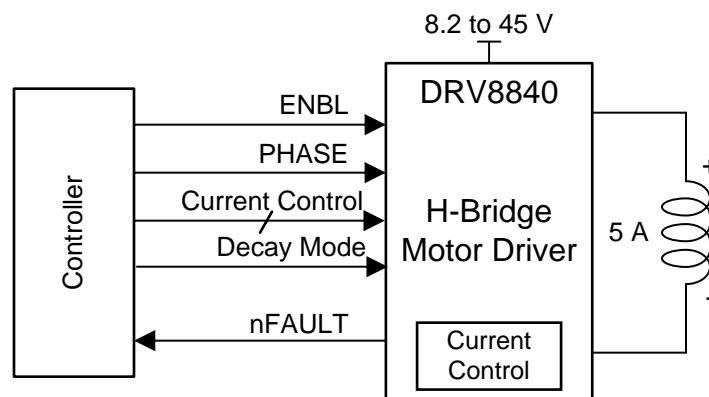 8.2 to 45 V
DRV8840
ENBL
PHASE
Current Control
Decay Mode
nFAULT
Controller
H-Bridge
Motor Driver
Current
Control
5 A
+
-